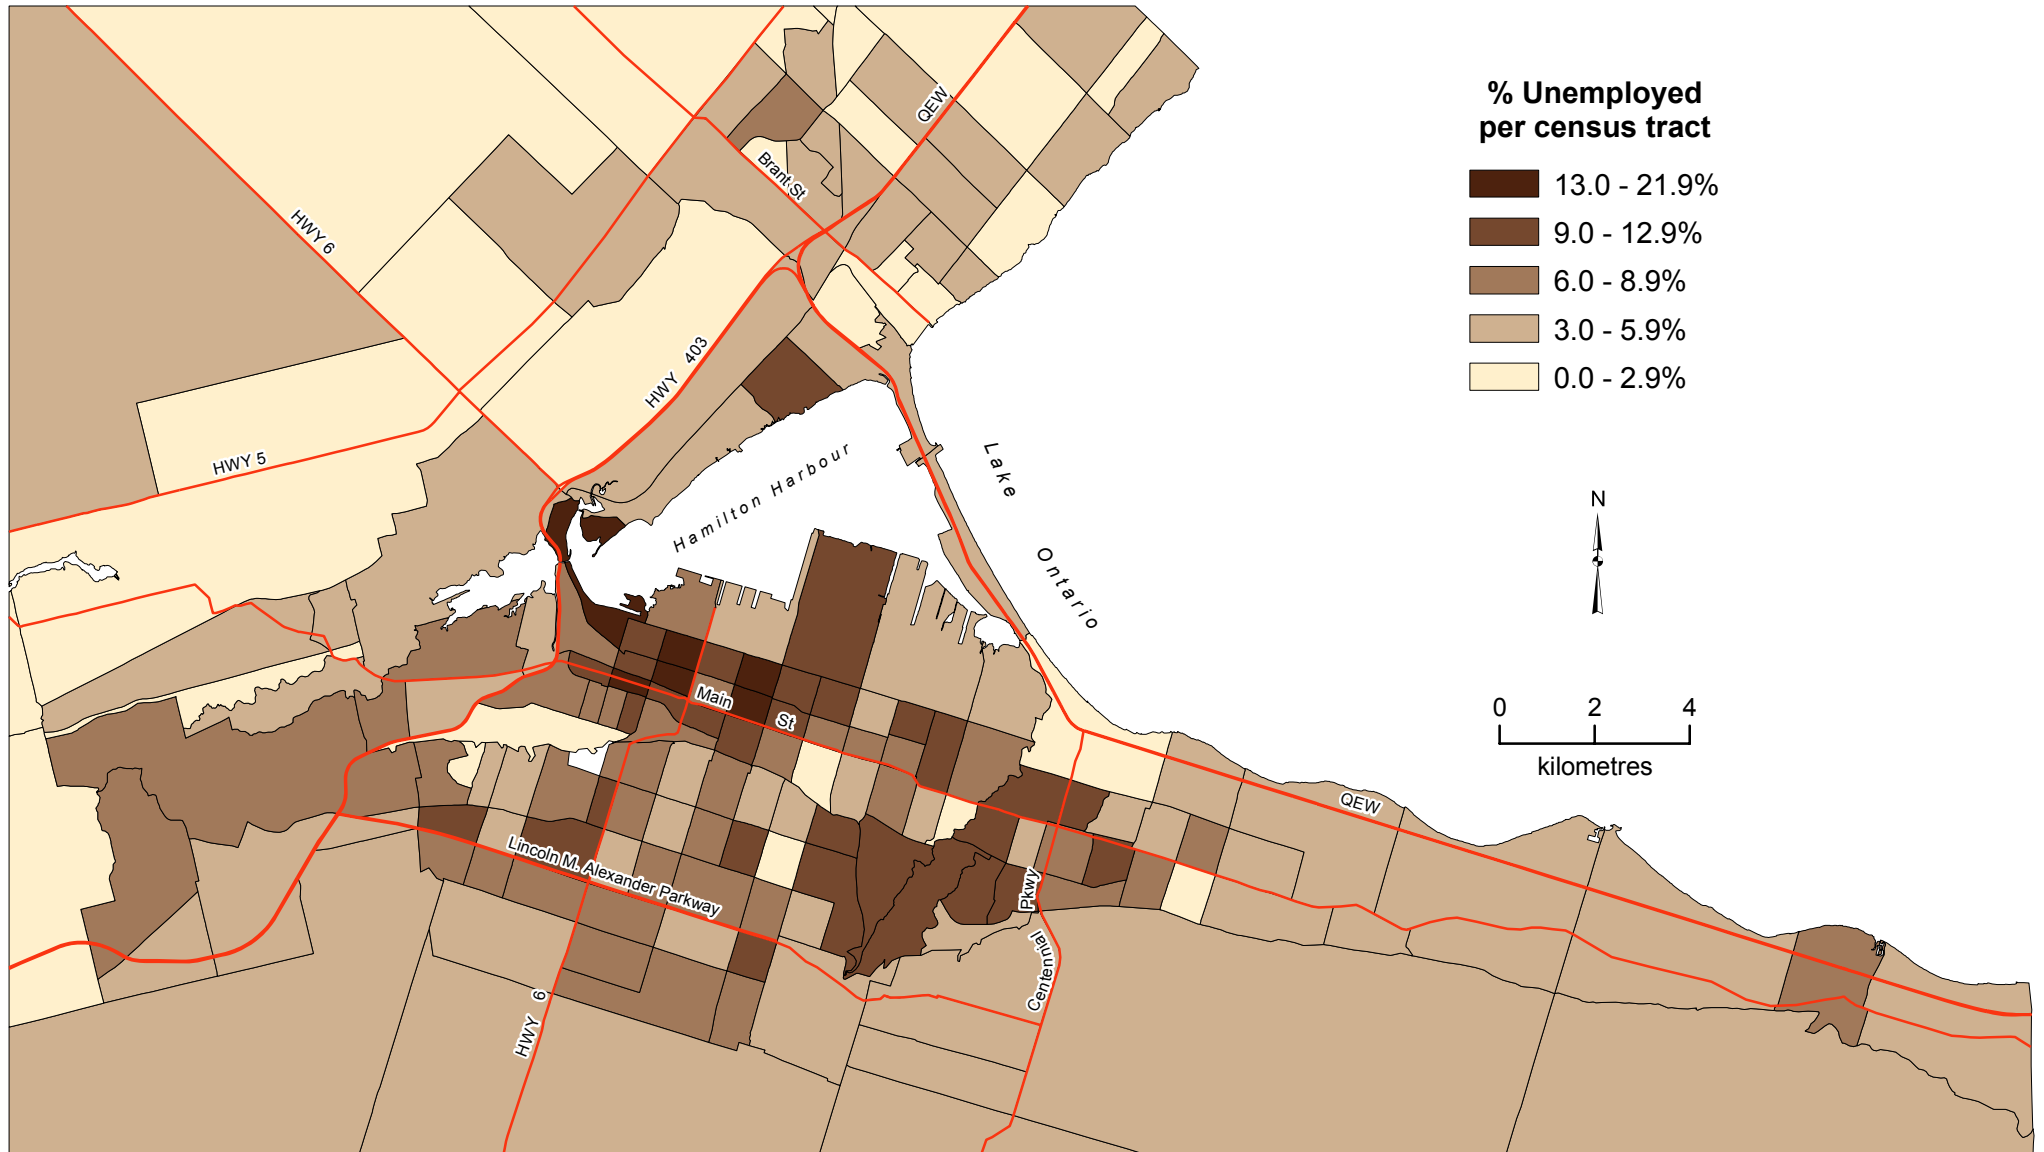 % Unemployed
per census tract
13.0 - 21.9%
9.0 - 12.9%
6.0 - 8.9%
3.0 - 5.9%
0.0 - 2.9%
QEW
Brant St
HWY 6
HWY 403
HWY 5
Hamilton Harbour
Lake
Ontario
N
0 2 4
kilometres
Main St
QEW
Lincoln M. Alexander Parkway
Centennial Pkwy
HWY 6